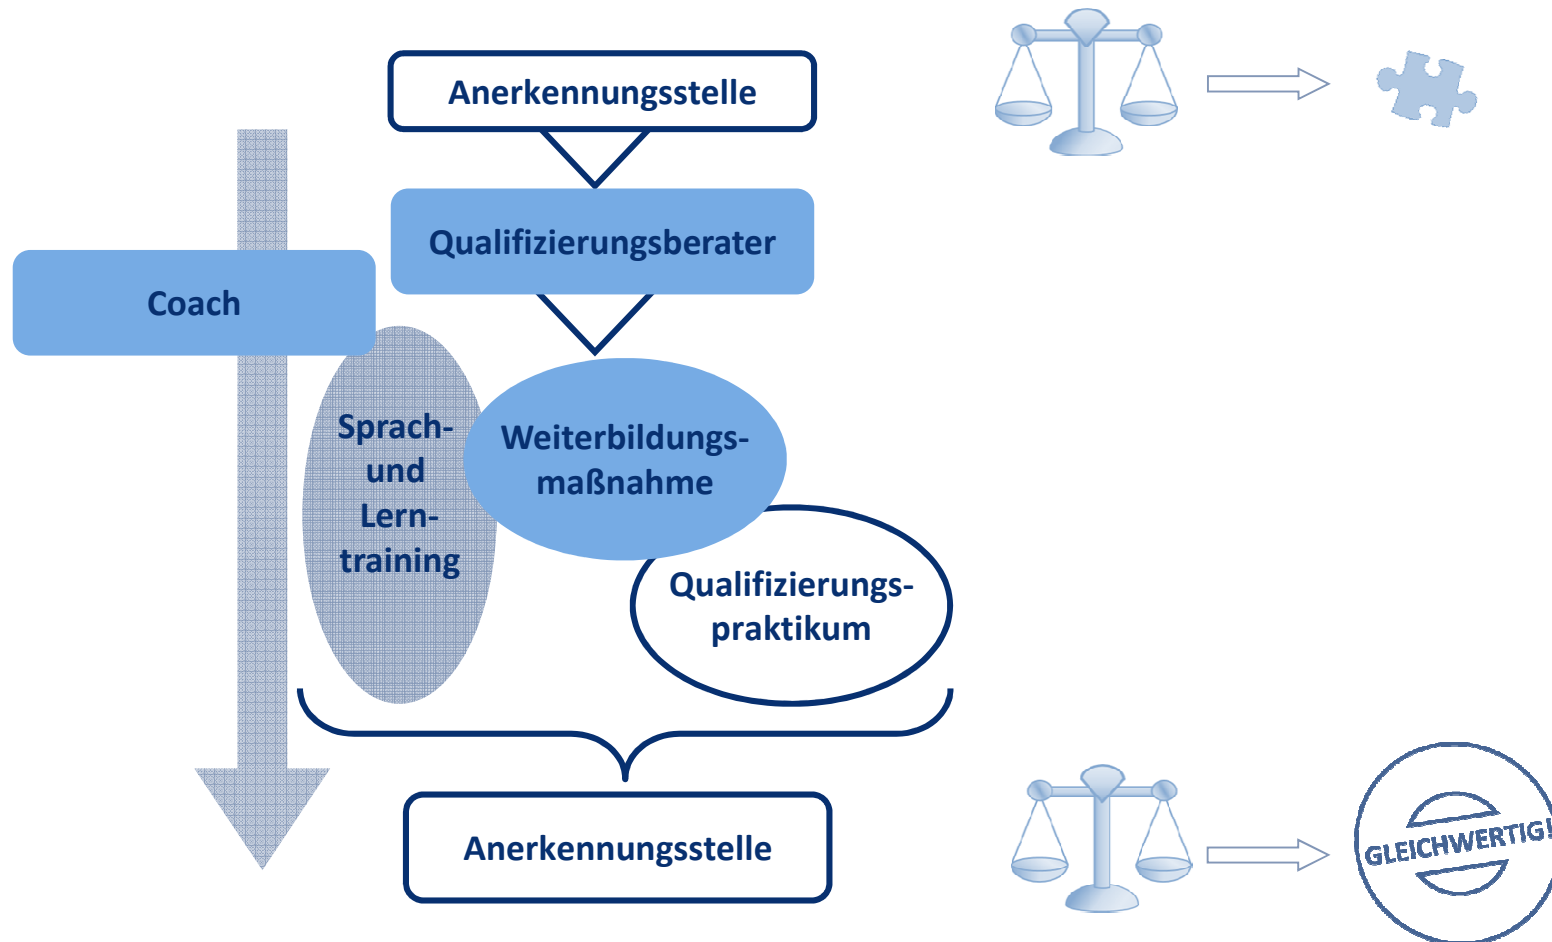 Anerkennungsstelle
Qualifizierungsberater
Coach
Sprach-
und
Lern-
training
Weiterbildungs-
maßnahme
Qualifizierungs-
praktikum
Anerkennungsstelle
GLEICHWERTIG!